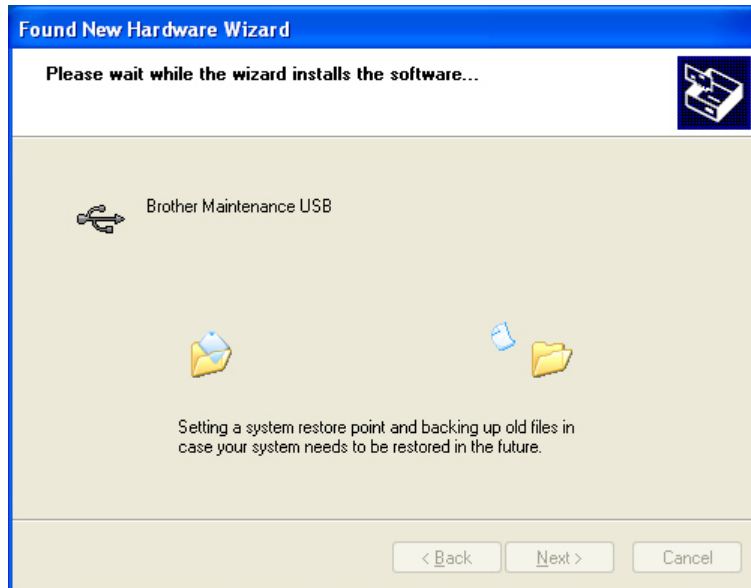 Found New Hardware Wizard
Please wait while the wizard installs the software...
Brother Maintenance USB
Setting a system restore point and backing up old files in
case your system needs to be restored in the future.
< Back
Next >
Cancel